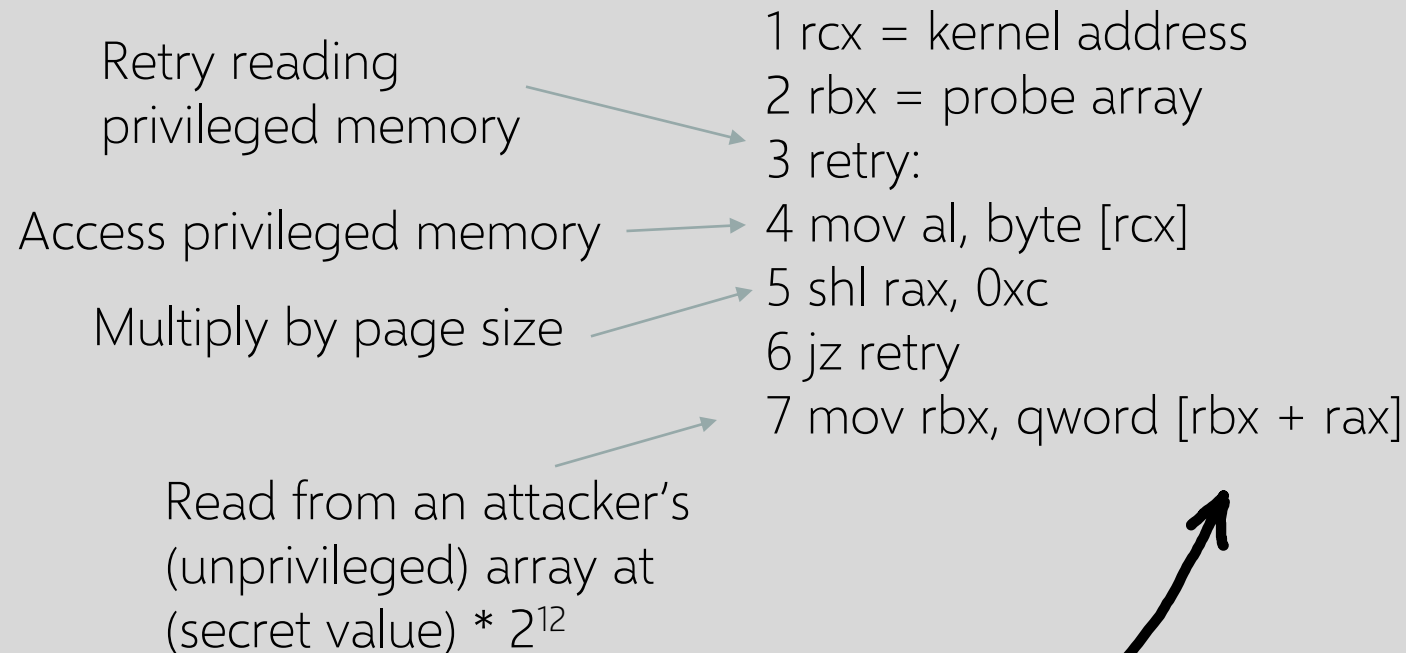 Retry reading
privileged memory
Access privileged memory
Multiply by page size
Read from an attacker’s
(unprivileged) array at
(secret value) * 2¹²
1 rcx = kernel address
2 rbx = probe array
3 retry:
4 mov al, byte [rcx]
5 shl rax, 0xc
6 jz retry
7 mov rbx, qword [rbx + rax]